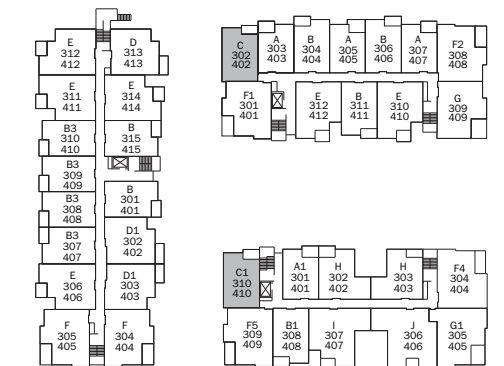 E
312
412
D
313
413
E
311
411
E
314
414
B3
310
410
B
315
415
B3
309
409
B3
308
408
B
301
401
B3
307
407
D1
302
402
E
306
406
D1
303
403
F
305
405
F
304
404
C
302
402
A
303
403
B
304
404
A
305
405
B
306
406
A
307
407
F2
308
408
F1
301
401
E
312
412
B
311
411
E
310
410
G
309
409
C1
310
410
A1
301
401
H
302
402
H
303
403
F4
304
404
F5
309
409
B1
308
408
I
307
407
J
306
406
G1
305
405